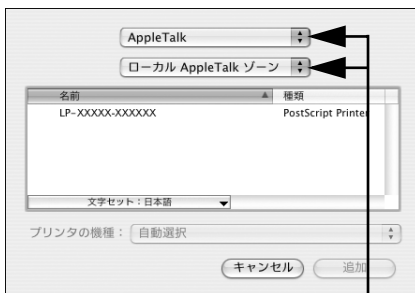 AppleTalk
ローカル AppleTalk ゾーン
名前 種類
LP-XXXXX-XXXXXX PostScript Printer
文字セット：日本語
プリンタの機種： 自動選択
キャンセル 追加